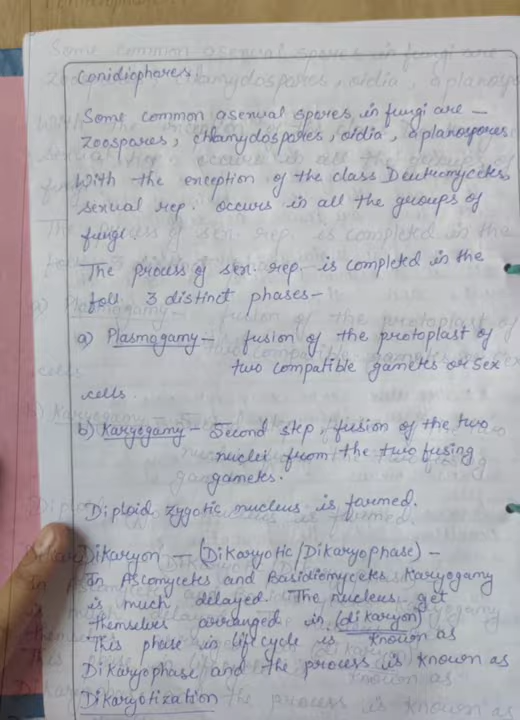 Conidiophores.
Some common asexual spores in fungi are —
Zoospores, chlamydospores, oidia, aplanospores
With the exception of the class Deutromycetes,
sexual rep. occurs in all the groups of
fungi.
The process of sex. rep. is completed in the
foll. 3 distinct phases—
a) Plasmogamy— fusion of the protoplast of
two compatible gametes or sex
cells.
b) Karyogamy — Second step, fusion of the two
nuclei from the two fusing
gametes.
Diploid zygotic nucleus is formed.
Dikaryon — (Dikaryotic/Dikaryophase) —
In Ascomycetes and Basidiomycetes Karyogamy
is much delayed. The nucleus get
themselves arranged in (dikaryon)
This phase in life cycle is known as
Dikaryophase and the process is known as
Dikaryotization